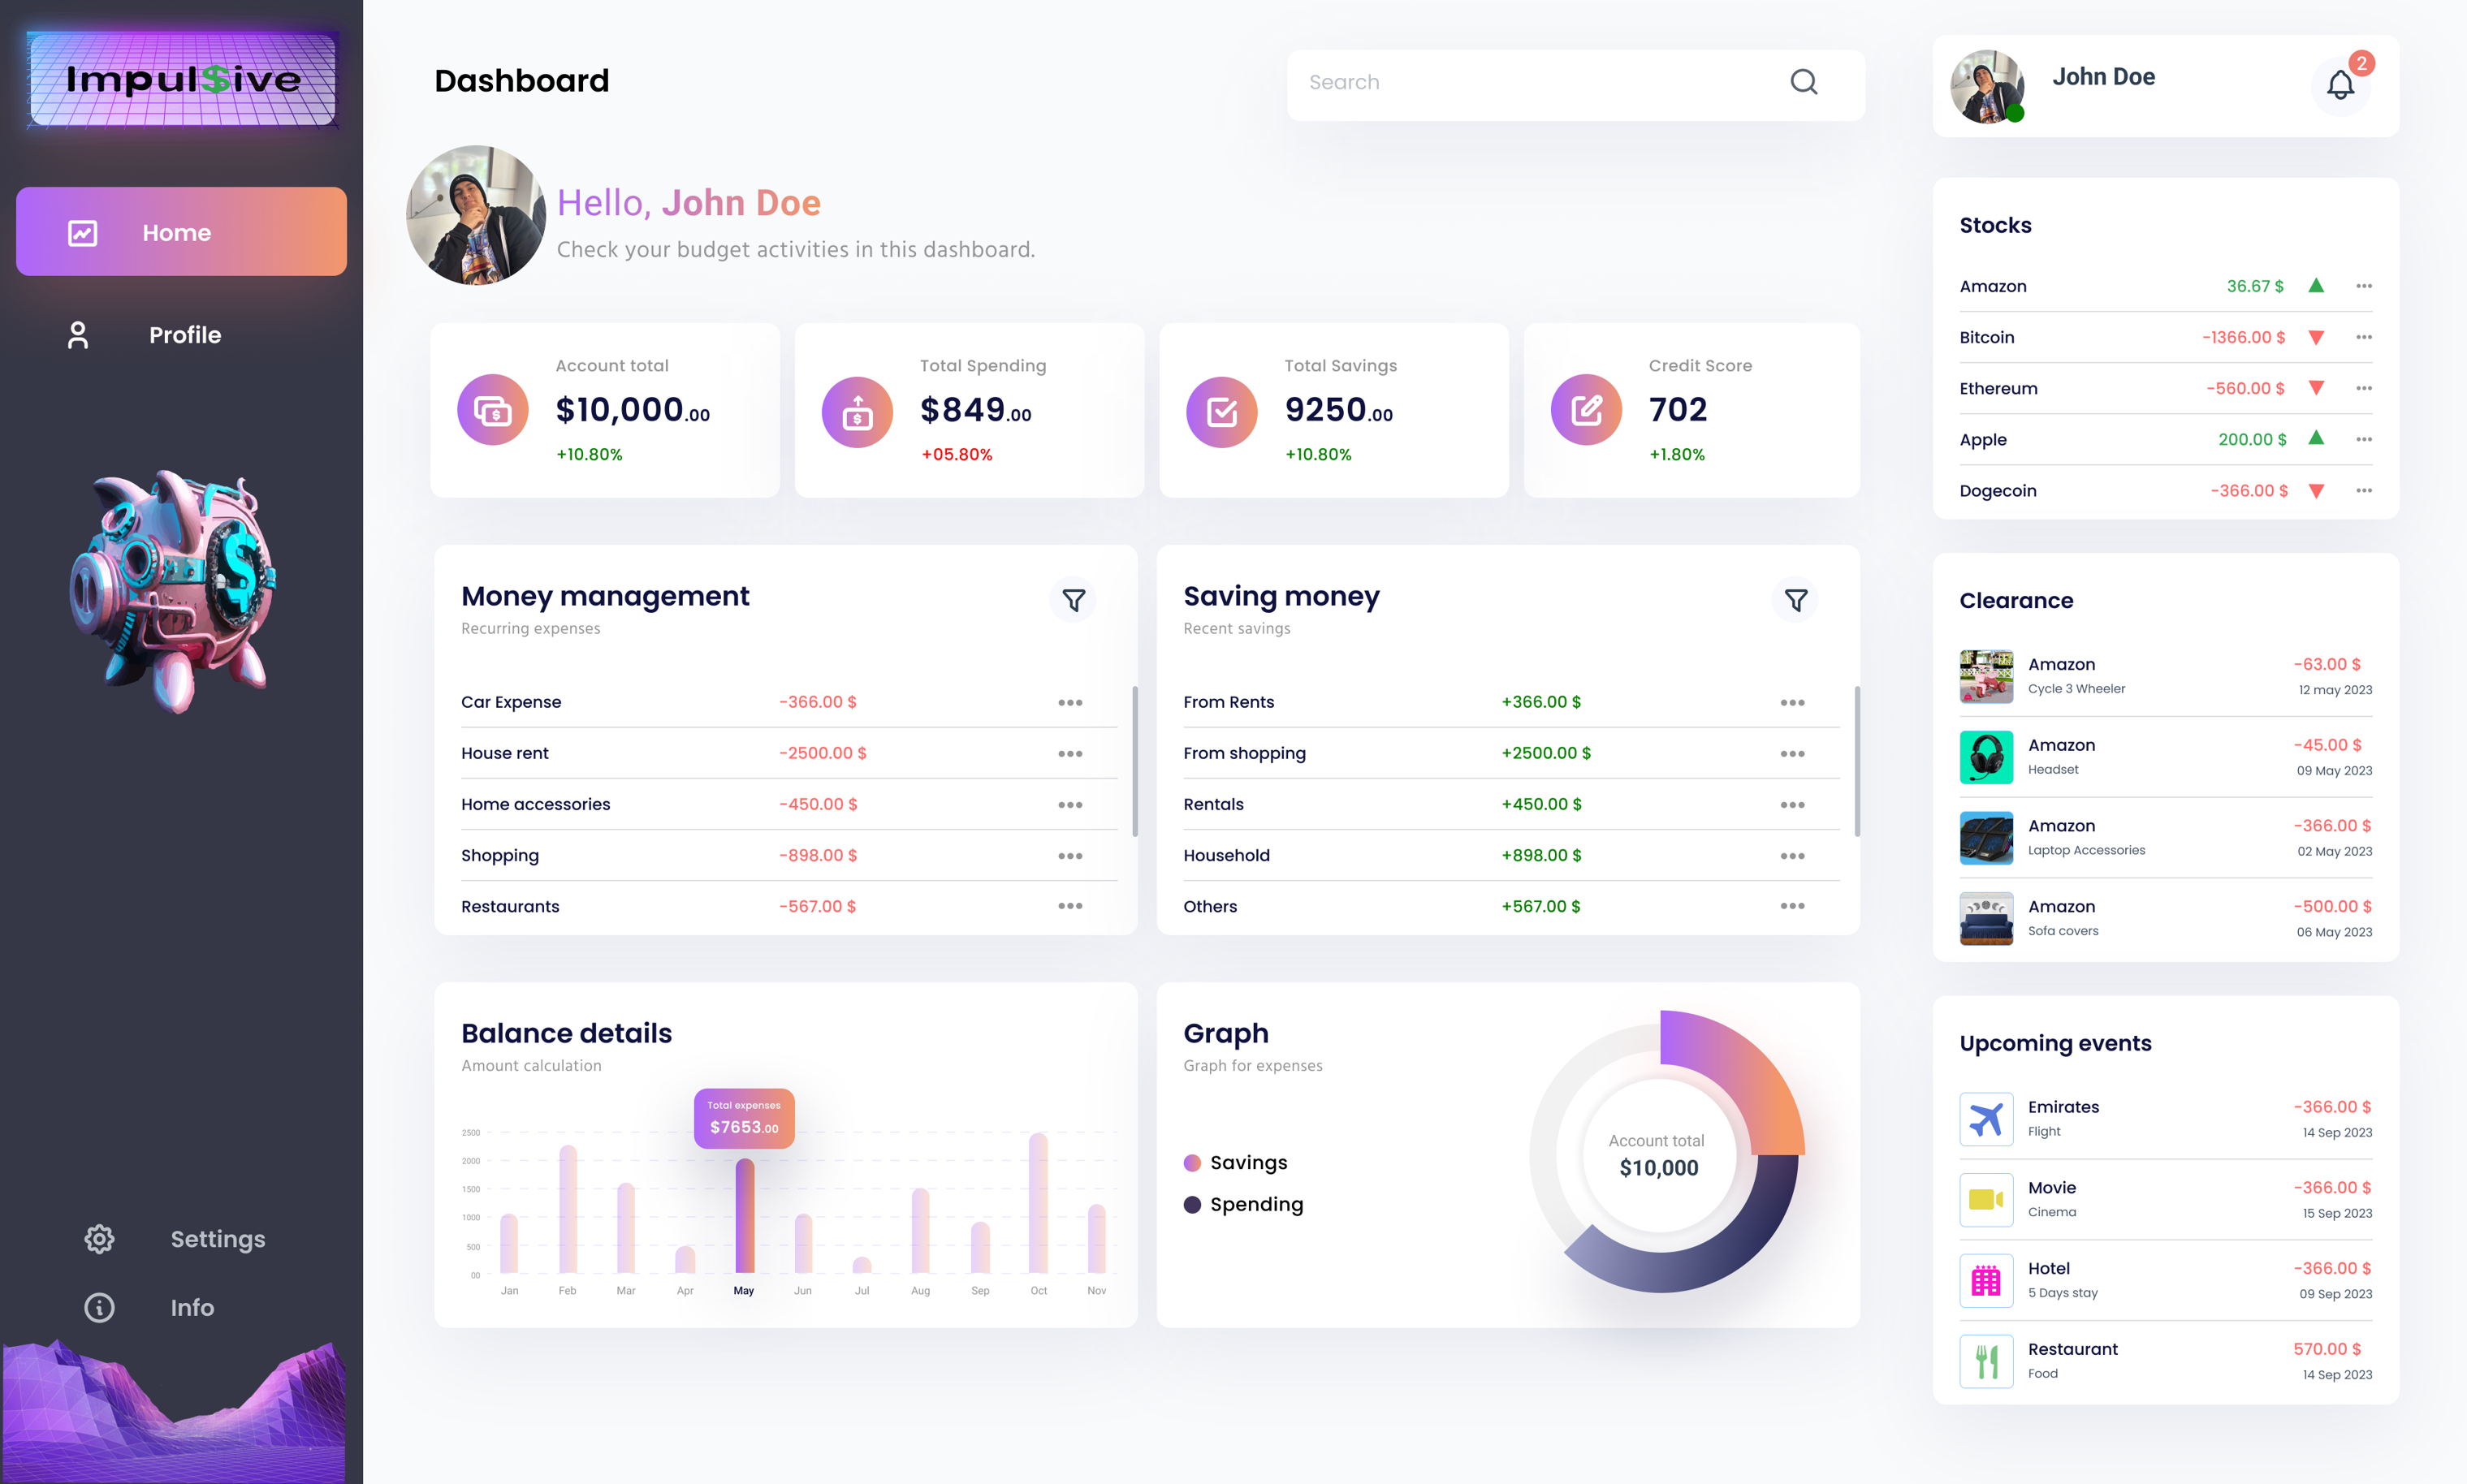 Impul$ive
Home
Profile
Settings
Info
Dashboard
Search
Hello, John Doe
Check your budget activities in this dashboard.
Account total
$10,000.00
+10.80%
Total Spending
$849.00
+05.80%
Total Savings
9250.00
+10.80%
Credit Score
702
+1.80%
Money management
Recurring expenses
Car Expense -366.00 $
House rent -2500.00 $
Home accessories -450.00 $
Shopping -898.00 $
Restaurants -567.00 $
Saving money
Recent savings
From Rents +366.00 $
From shopping +2500.00 $
Rentals +450.00 $
Household +898.00 $
Others +567.00 $
Balance details
Amount calculation
Total expenses
$7653.00
2500
2000
1500
1000
500
00
Jan Feb Mar Apr May Jun Jul Aug Sep Oct Nov
Graph
Graph for expenses
Savings
Spending
Account total
$10,000
John Doe
2
Stocks
Amazon 36.67 $
Bitcoin -1366.00 $
Ethereum -560.00 $
Apple 200.00 $
Dogecoin -366.00 $
Clearance
Amazon -63.00 $
Cycle 3 Wheeler 12 may 2023
Amazon -45.00 $
Headset 09 May 2023
Amazon -366.00 $
Laptop Accessories 02 May 2023
Amazon -500.00 $
Sofa covers 06 May 2023
Upcoming events
Emirates -366.00 $
Flight 14 Sep 2023
Movie -366.00 $
Cinema 15 Sep 2023
Hotel -366.00 $
5 Days stay 09 Sep 2023
Restaurant 570.00 $
Food 14 Sep 2023